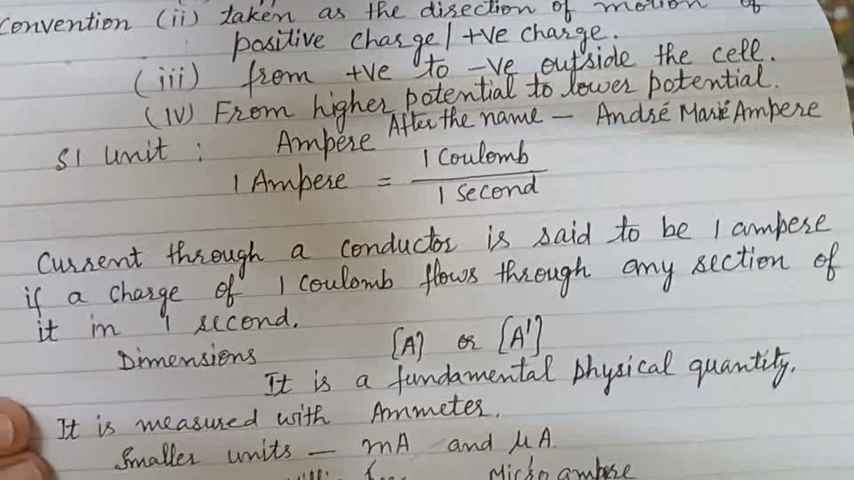 Convention (ii) taken as the direction of motion of
positive charge / +ve charge.
(iii) from +ve to -ve outside the cell.
(IV) From higher potential to lower potential.
SI unit : Ampere After the name - André Marié Ampere
1 Ampere = 1 Coulomb
1 second
Current through a conductor is said to be 1 ampere
if a charge of 1 Coulomb flows through any section of
it in 1 second.
Dimensions [A] or [A¹]
It is a fundamental physical quantity.
It is measured with Ammeter.
Smaller units - mA and μA
Micro ampere